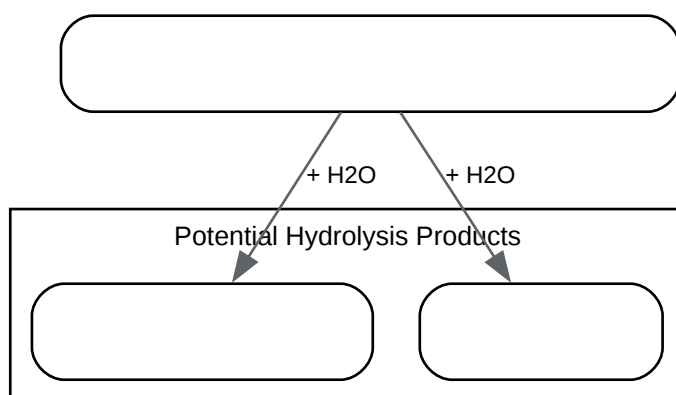 + H2O
+ H2O
Potential Hydrolysis Products